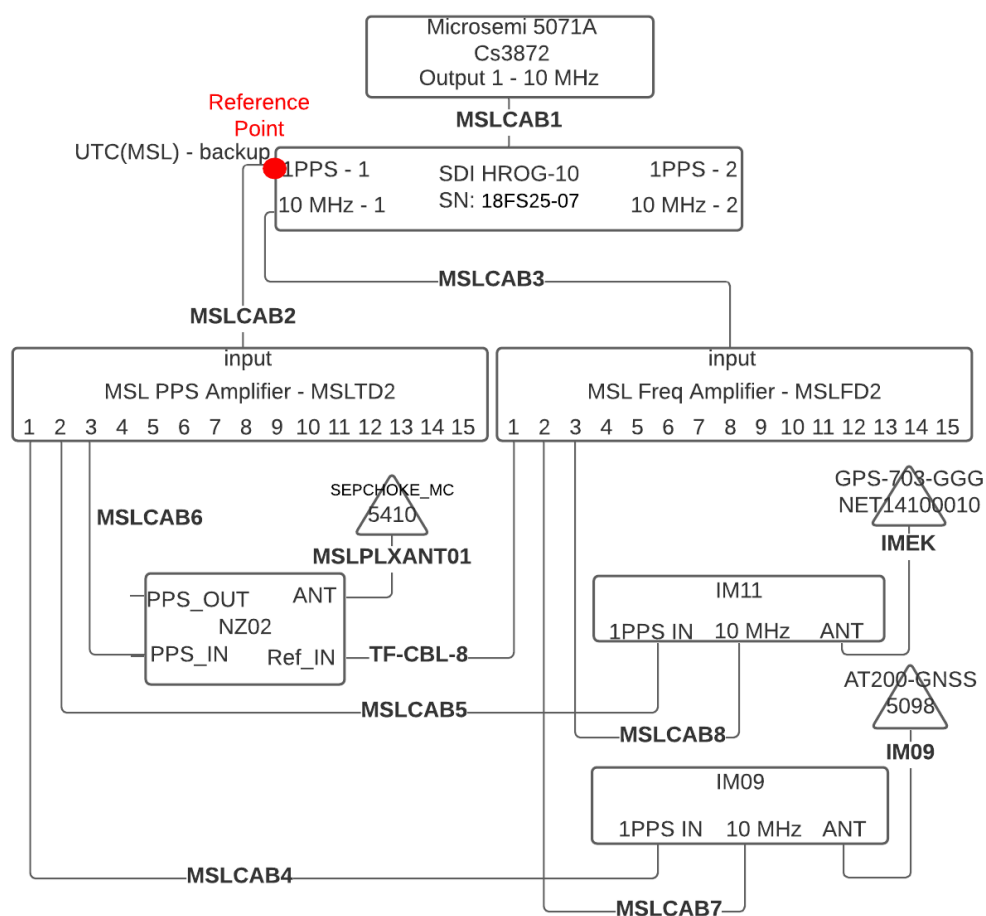 Microsemi 5071A
Cs3872
Output 1 - 10 MHz
MSLCAB1
Reference
Point
UTC(MSL) - backup
1PPS - 1
SDI HROG-10
1PPS - 2
10 MHz - 1
SN: 18FS25-07
10 MHz - 2
MSLCAB3
MSLCAB2
input
MSL PPS Amplifier - MSLTD2
1 2 3 4 5 6 7 8 9 10 11 12 13 14 15
input
MSL Freq Amplifier - MSLFD2
1 2 3 4 5 6 7 8 9 10 11 12 13 14 15
SEPCHOKE_MC
5410
MSLCAB6
MSLPLXANT01
PPS_OUT
ANT
NZ02
PPS_IN
Ref_IN
TF-CBL-8
GPS-703-GGG
NET14100010
IMEK
IM11
1PPS IN
10 MHz
ANT
MSLCAB5
MSLCAB8
AT200-GNSS
5098
IM09
IM09
1PPS IN
10 MHz
ANT
MSLCAB4
MSLCAB7